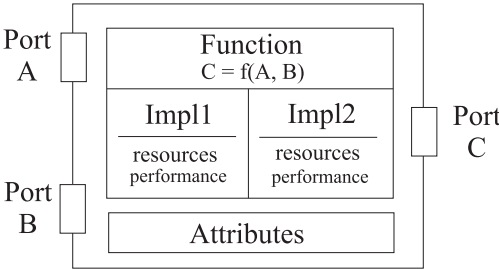 Port
A
Function
C = f(A, B)
Impl1
resources
performance
Impl2
resources
performance
Port
C
Port
B
Attributes